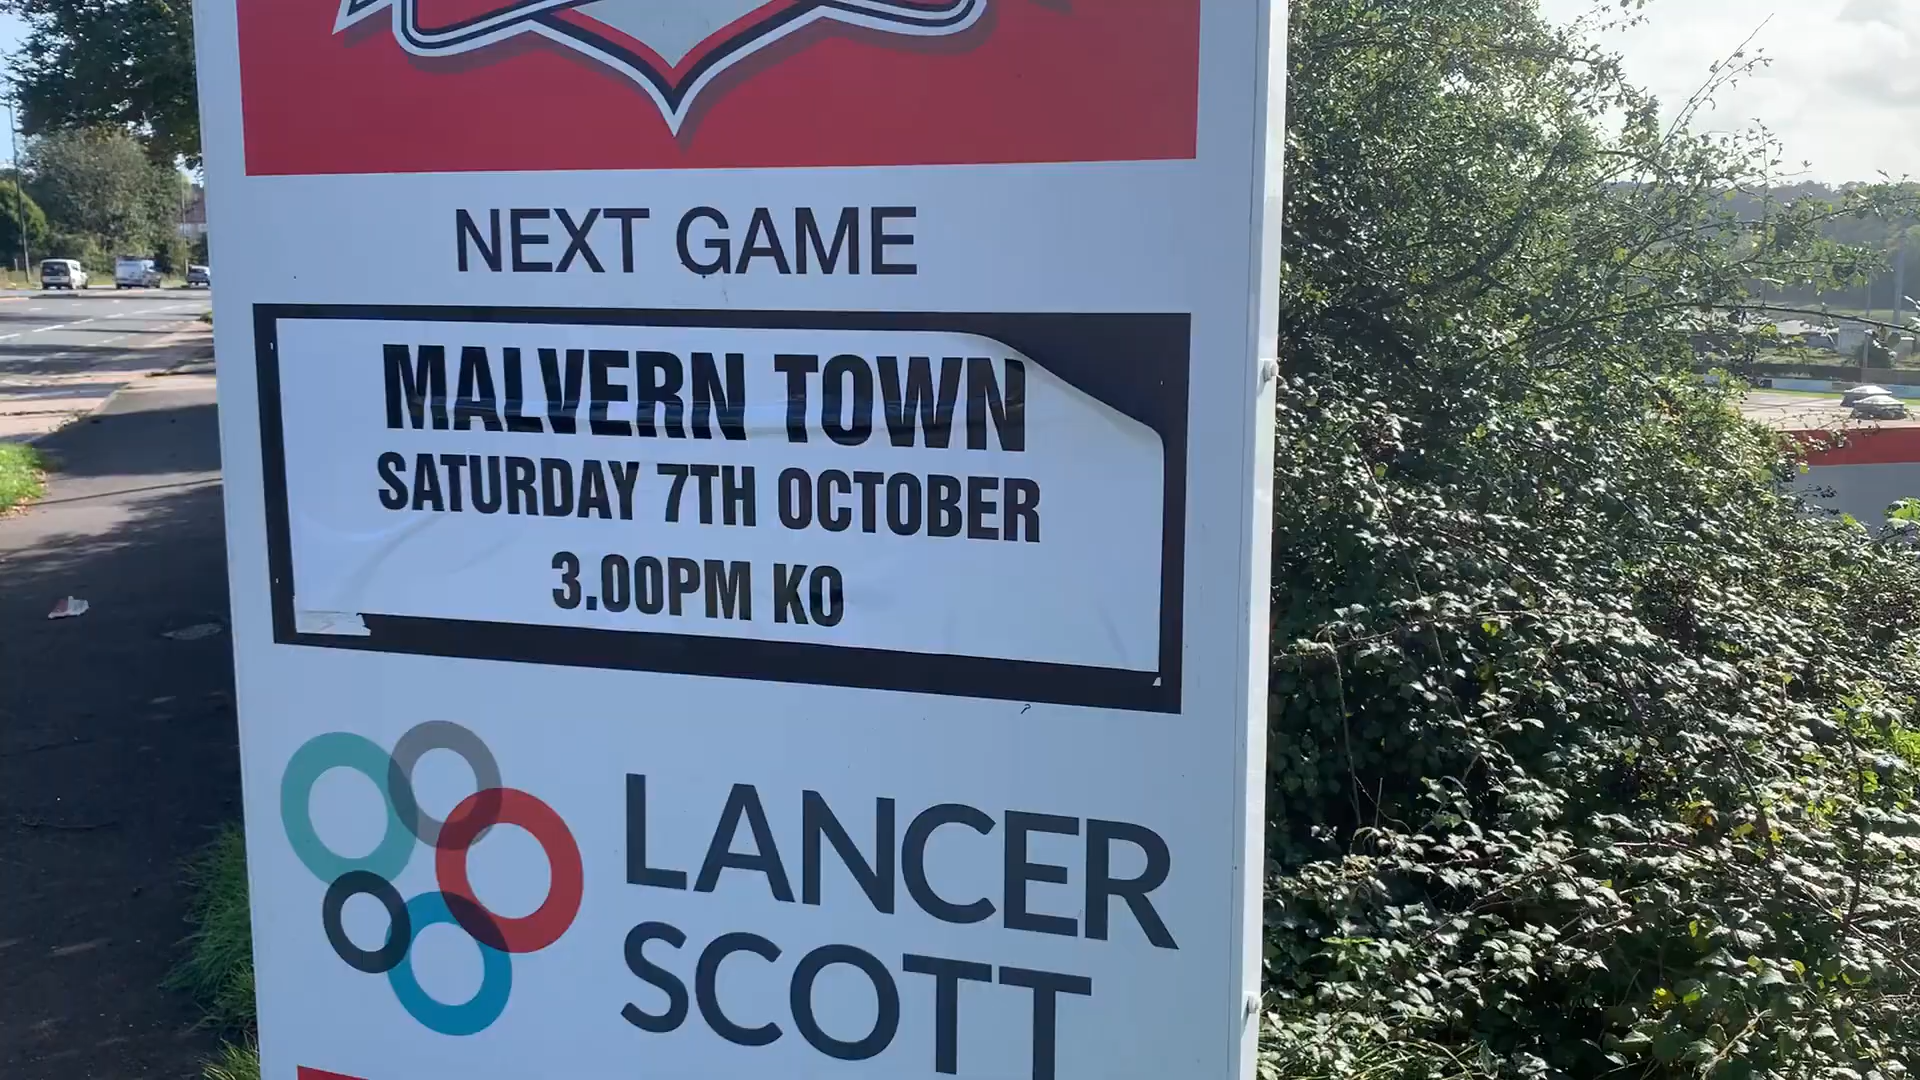 NEXT GAME
MALVERN TOWN
SATURDAY 7TH OCTOBER
3.00PM KO
LANCER
SCOTT